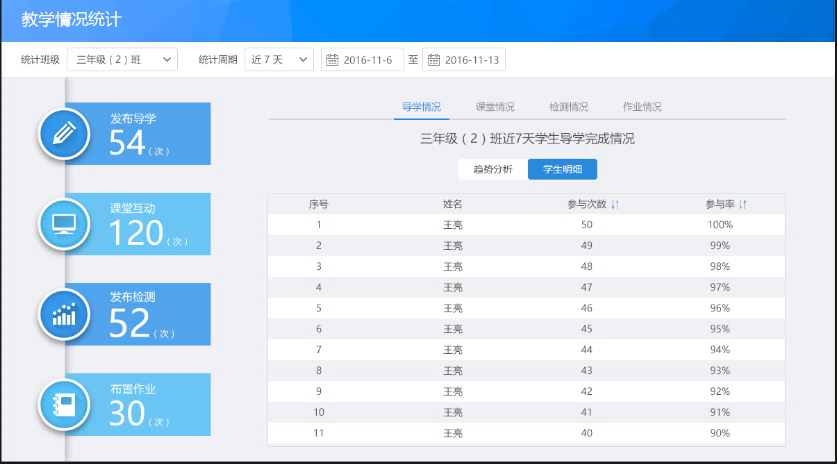 教学情况统计
统计班级 三年级（2）班 统计周期 近 7 天 2016-11-6 至 2016-11-13
发布导学
54（次）
课堂互动
120（次）
发布检测
52（次）
布置作业
30（次）
导学情况 课堂情况 检测情况 作业情况
三年级（2）班近7天学生导学完成情况
趋势分析 学生明细
序号 姓名 参与次数 参与率
1 王亮 50 100%
2 王亮 49 99%
3 王亮 48 98%
4 王亮 47 97%
5 王亮 46 96%
6 王亮 45 95%
7 王亮 44 94%
8 王亮 43 93%
9 王亮 42 92%
10 王亮 41 91%
11 王亮 40 90%